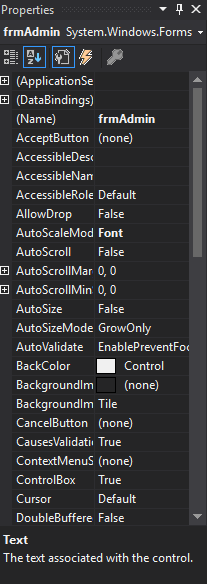 Properties
frmAdmin System.Windows.Forms
(ApplicationSe
(DataBindings)
(Name) frmAdmin
AcceptButton (none)
AccessibleDesc
AccessibleNam
AccessibleRole Default
AllowDrop False
AutoScaleMod Font
AutoScroll False
AutoScrollMar 0, 0
AutoScrollMin 0, 0
AutoSize False
AutoSizeMode GrowOnly
AutoValidate EnablePreventFoc
BackColor Control
BackgroundIm (none)
BackgroundIm Tile
CancelButton (none)
CausesValidati True
ContextMenuS (none)
ControlBox True
Cursor Default
DoubleBuffere False
Text
The text associated with the control.